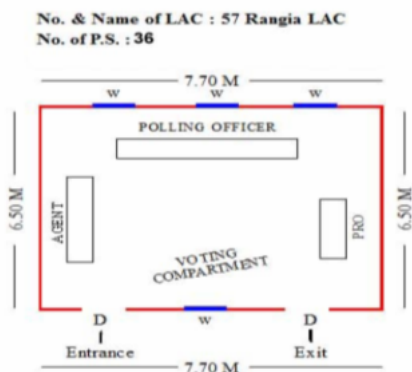 No. & Name of LAC : 57 Rangia LAC
No. of P.S. : 36
7.70 M
W W W
POLLING OFFICER
6.50 M
AGENT
PRO
6.50 M
VOTING
COMPARTMENT
D W D
Entrance Exit
7.70 M